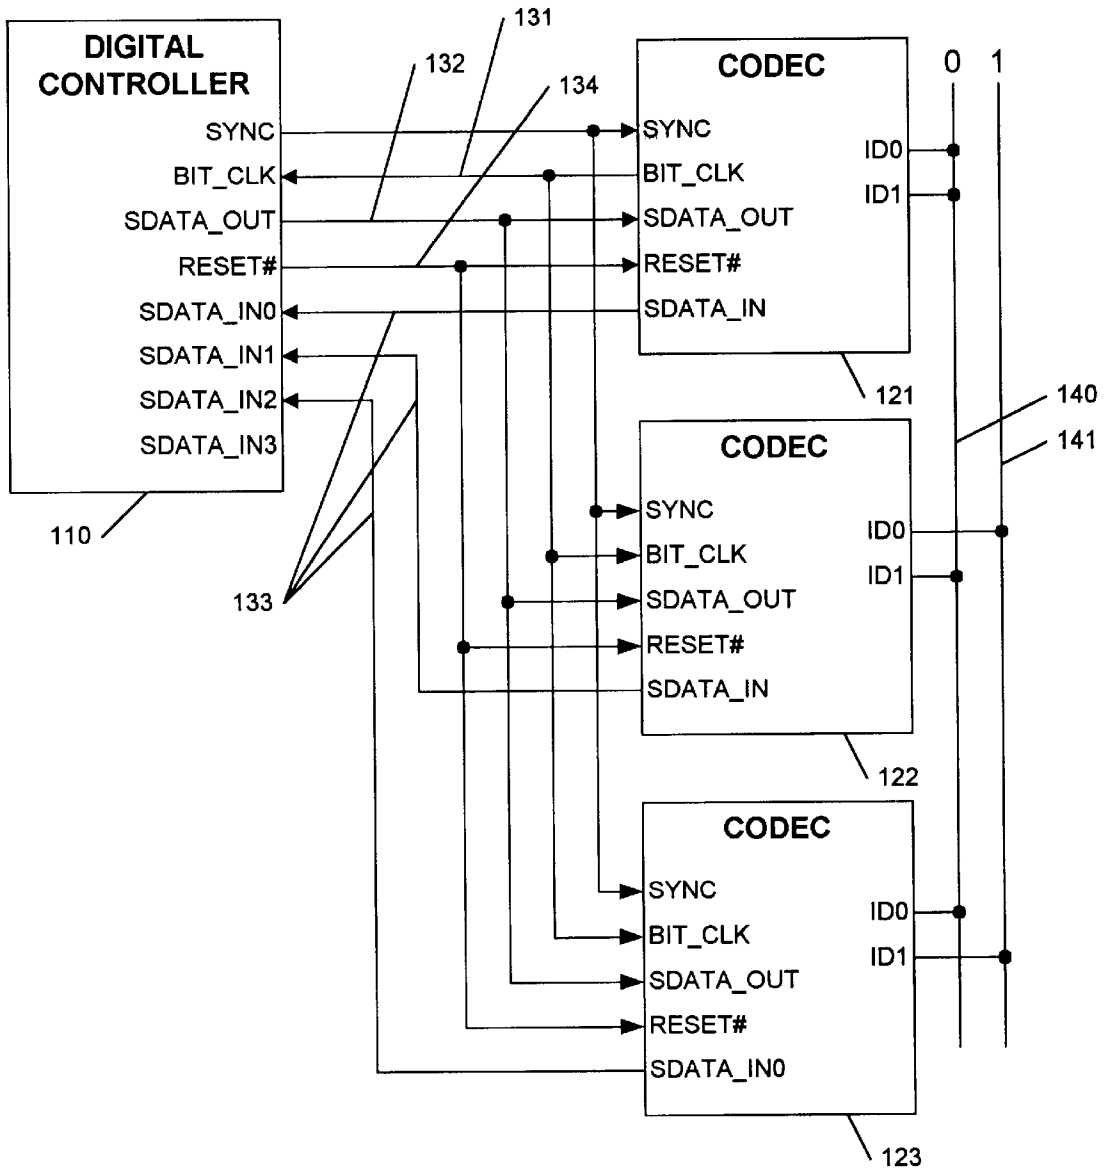 DIGITAL
CONTROLLER
SYNC
BIT_CLK
SDATA_OUT
RESET#
SDATA_IN0
SDATA_IN1
SDATA_IN2
SDATA_IN3
110
131
132
134
133
CODEC
SYNC
BIT_CLK
SDATA_OUT
RESET#
SDATA_IN
ID0
ID1
121
0 1
140
141
CODEC
SYNC
BIT_CLK
SDATA_OUT
RESET#
SDATA_IN
ID0
ID1
122
CODEC
SYNC
BIT_CLK
SDATA_OUT
RESET#
SDATA_IN0
ID0
ID1
123